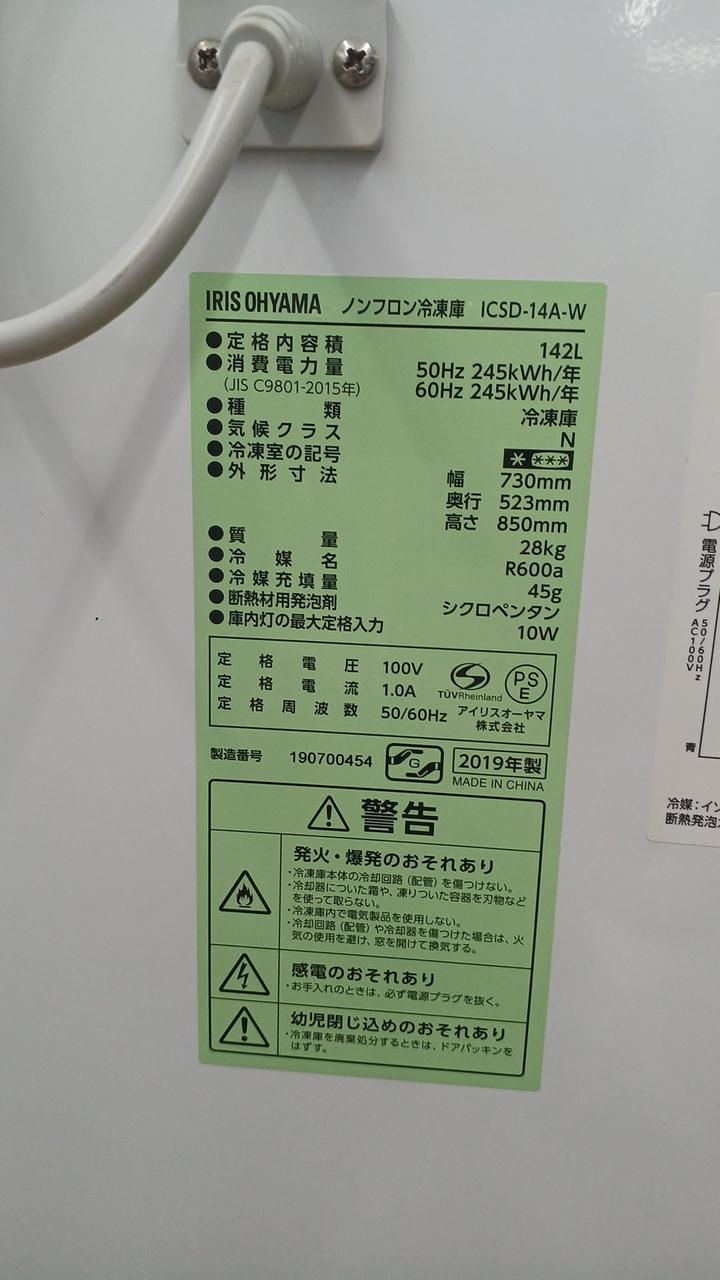 IRIS OHYAMA ノンフロン冷凍庫 ICSD-14A-W
●定格内容積 142L
●消費電力量 50Hz 245kWh/年
(JIS C9801-2015年) 60Hz 245kWh/年
●種類 冷凍庫
●気候クラス N
●冷凍室の記号 * ***
●外形寸法 幅 730mm
奥行 523mm
高さ 850mm
●質量 28kg
●冷媒名 R600a
●冷媒充填量 45g
●断熱材用発泡剤 シクロペンタン
●庫内灯の最大定格入力 10W
定格電圧 100V
定格電流 1.0A
定格周波数 50/60Hz
TÜVRheinland
PS
E
アイリスオーヤマ
株式会社
製造番号 190700454 G 2019年製
MADE IN CHINA
警告
発火・爆発のおそれあり
・冷凍庫本体の冷却回路(配管)を傷つけない。
・冷却器についた霜や、凍りついた容器を刃物など
を使って取らない。
・冷凍庫内で電気製品を使用しない。
・冷却回路(配管)や冷却器を傷つけた場合は、火
気の使用を避け、窓を開けて換気する。
感電のおそれあり
・お手入れのときは、必ず電源プラグを抜く。
幼児閉じ込めのおそれあり
・冷凍庫を廃棄処分するときは、ドアパッキンを
はずす。
電源プラグ
50/60Hz
AC100V
青
冷媒:イソ
断熱発泡